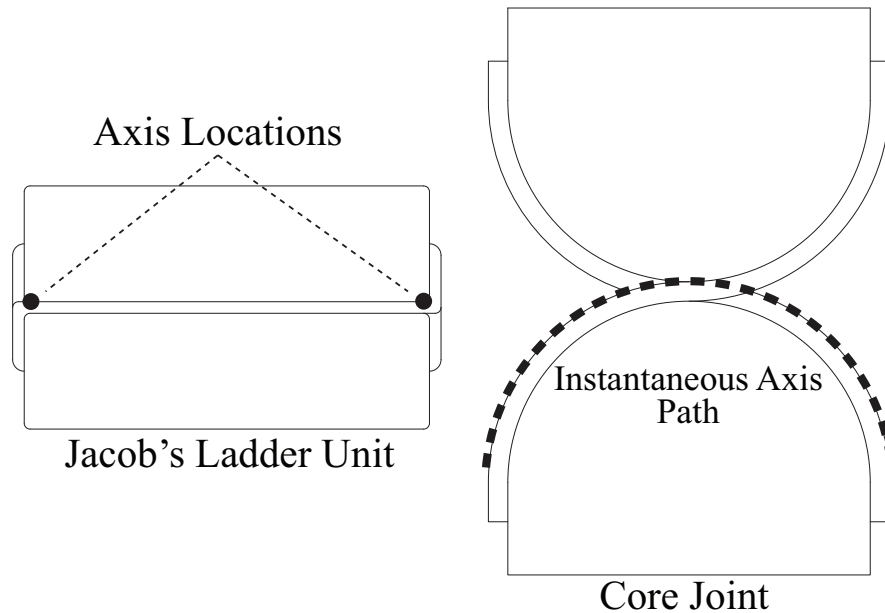 Axis Locations
Jacob's Ladder Unit
Instantaneous Axis
Path
Core Joint